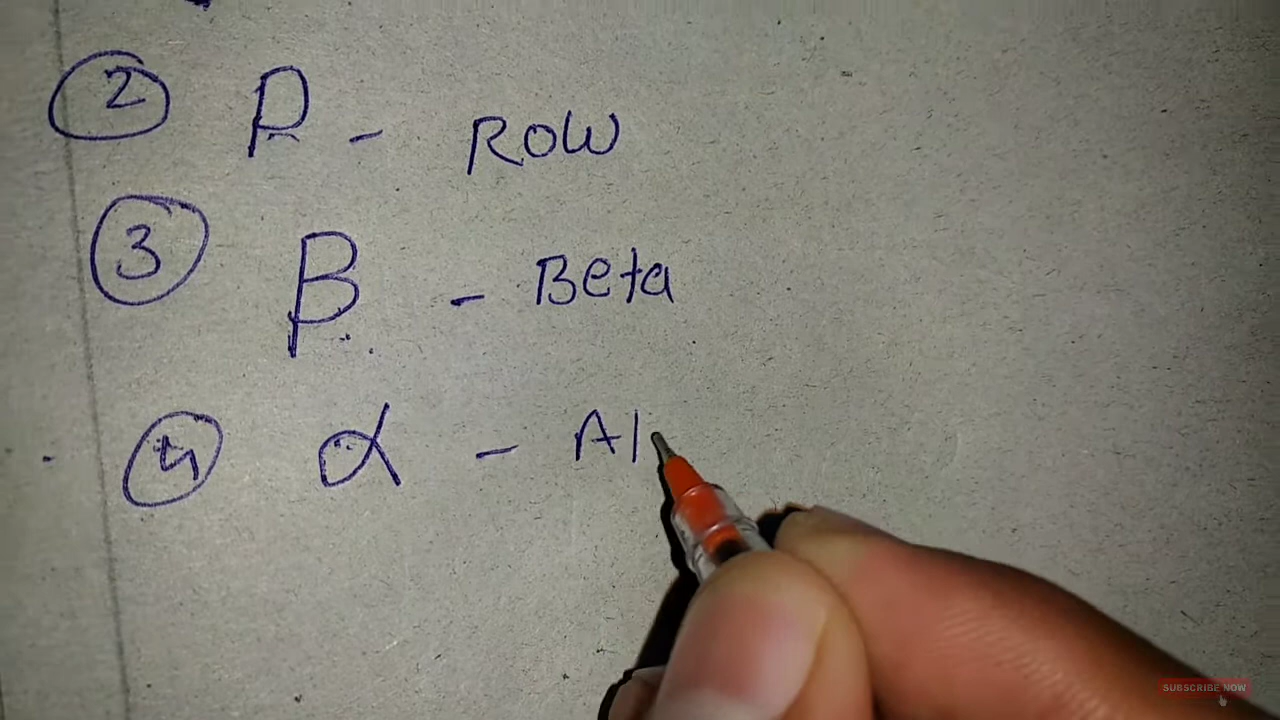 ② P - ROW
③ β - Beta
④ α - Al
SUBSCRIBE NOW